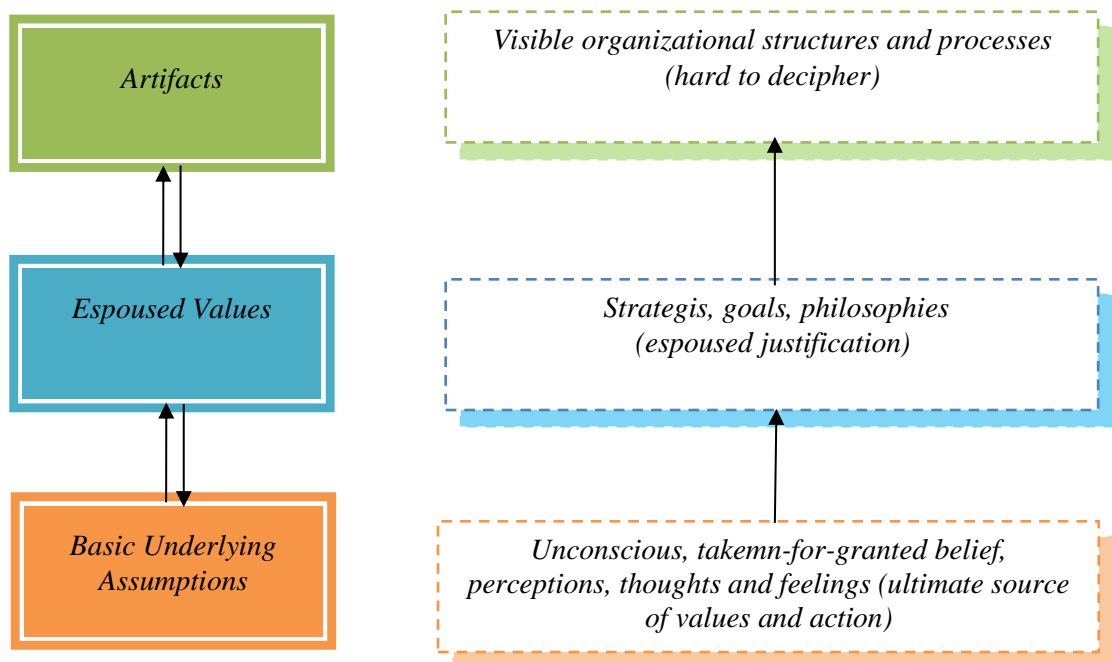 Artifacts
Visible organizational structures and processes
(hard to decipher)
Espoused Values
Strategis, goals, philosophies
(espoused justification)
Basic Underlying
Assumptions
Unconscious, takemn-for-granted belief,
perceptions, thoughts and feelings (ultimate source
of values and action)